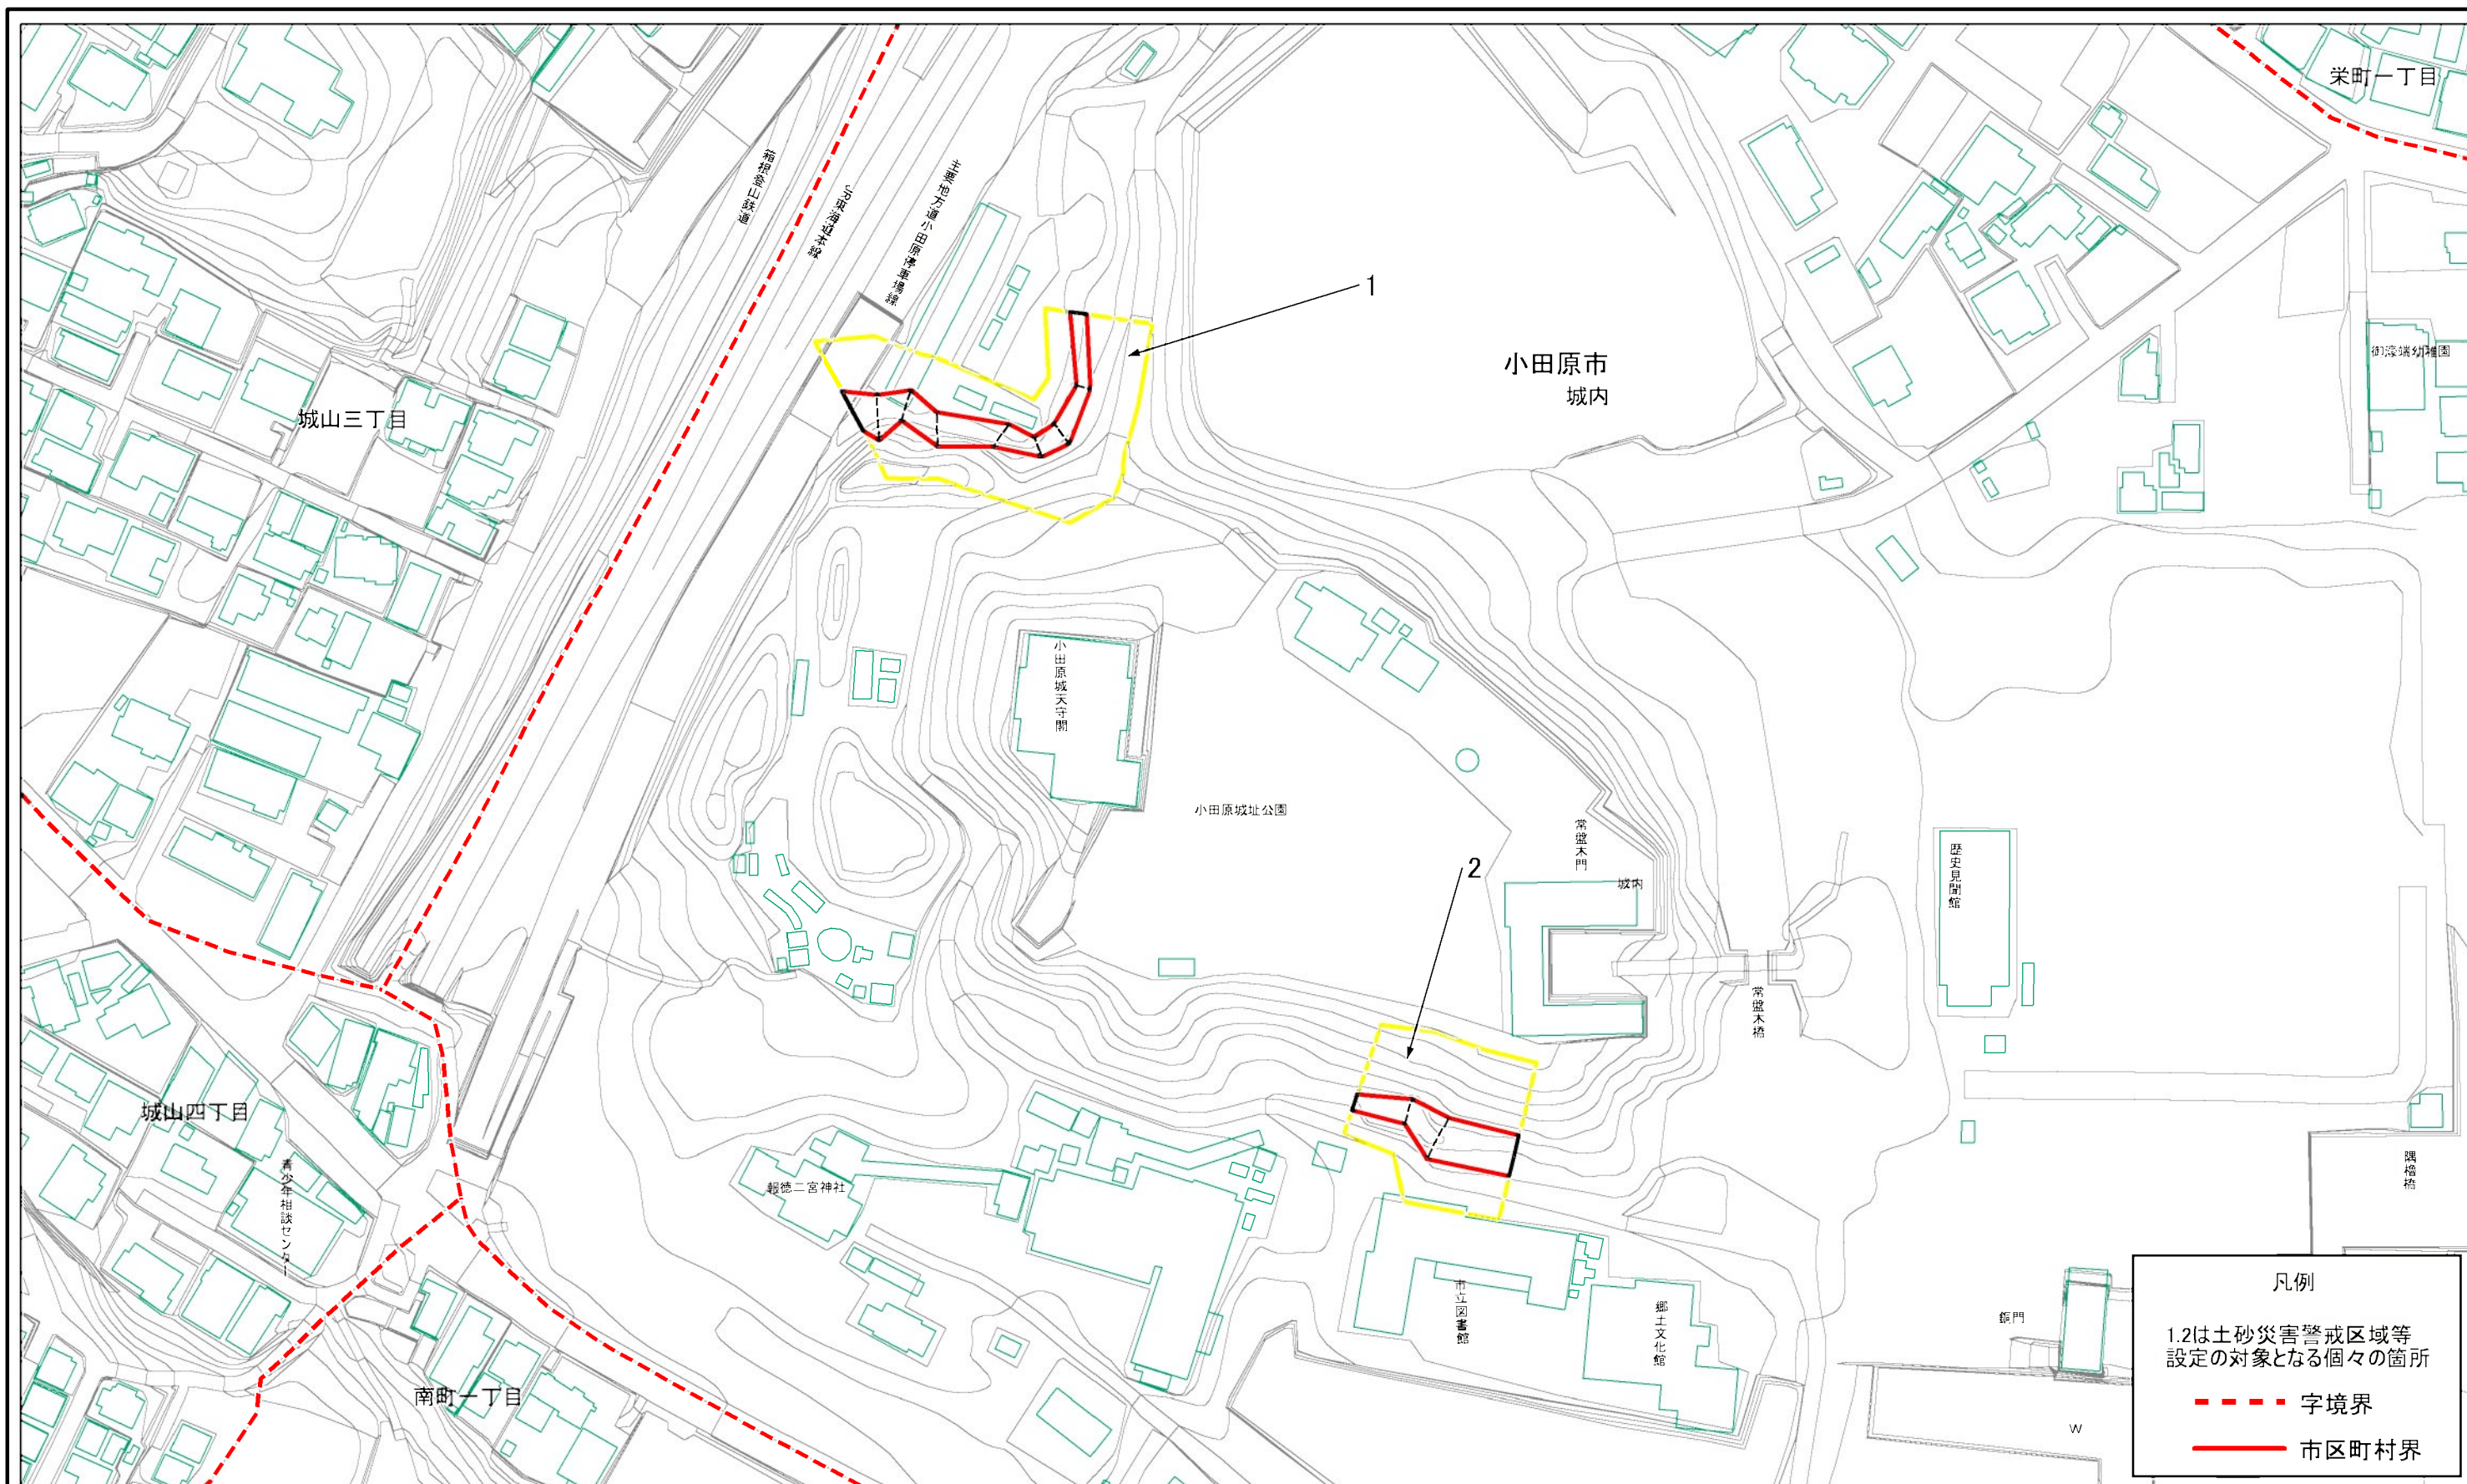 栄町一丁目
箱根登山鉄道
JR東海道本線
主要地方道小田原停車場線
1
小田原市
城内
御濠端幼稚園
城山三丁目
小田原城天守閣
小田原城址公園
常盤木門
城内
歴史見聞館
2
常盤木橋
城山四丁目
青少年相談センター
報徳二宮神社
隅櫓橋
市立図書館
郷土文化館
銅門
南町一丁目
W
凡例
1.2は土砂災害警戒区域等
設定の対象となる個々の箇所
字境界
市区町村界